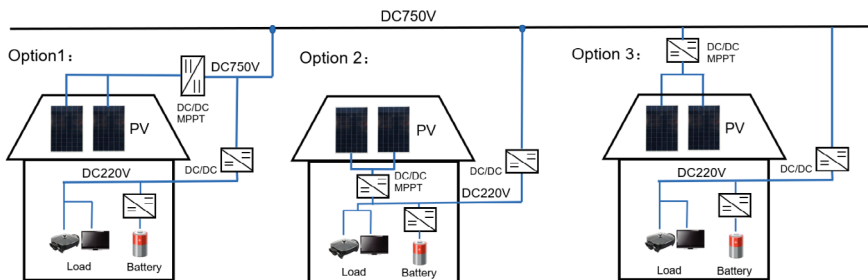 DC750V
Option1：
DC750V
DC/DC
MPPT
PV
DC/DC
DC220V
Load
Battery
Option 2：
PV
DC/DC
MPPT
DC/DC
DC220V
Load
Battery
Option 3：
DC/DC
MPPT
PV
DC/DC
DC220V
Load
Battery